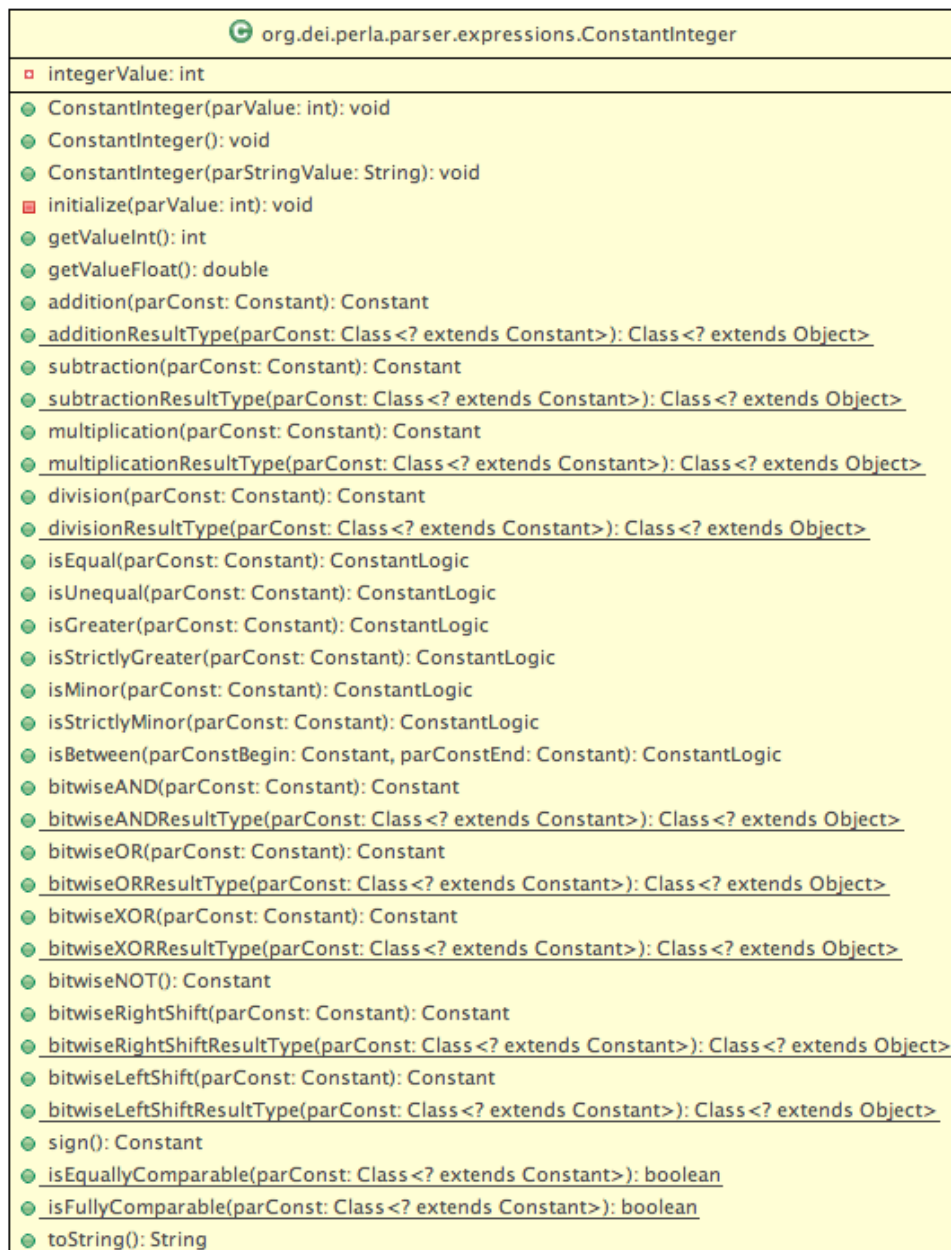 org.dei.perla.parser.expressions.ConstantInteger
integerValue: int
ConstantInteger(parValue: int): void
ConstantInteger(): void
ConstantInteger(parStringValue: String): void
initialize(parValue: int): void
getValueInt(): int
getValueFloat(): double
addition(parConst: Constant): Constant
additionResultType(parConst: Class<? extends Constant>): Class<? extends Object>
subtraction(parConst: Constant): Constant
subtractionResultType(parConst: Class<? extends Constant>): Class<? extends Object>
multiplication(parConst: Constant): Constant
multiplicationResultType(parConst: Class<? extends Constant>): Class<? extends Object>
division(parConst: Constant): Constant
divisionResultType(parConst: Class<? extends Constant>): Class<? extends Object>
isEqual(parConst: Constant): ConstantLogic
isUnequal(parConst: Constant): ConstantLogic
isGreater(parConst: Constant): ConstantLogic
isStrictlyGreater(parConst: Constant): ConstantLogic
isMinor(parConst: Constant): ConstantLogic
isStrictlyMinor(parConst: Constant): ConstantLogic
isBetween(parConstBegin: Constant, parConstEnd: Constant): ConstantLogic
bitwiseAND(parConst: Constant): Constant
bitwiseANDResultType(parConst: Class<? extends Constant>): Class<? extends Object>
bitwiseOR(parConst: Constant): Constant
bitwiseORResultType(parConst: Class<? extends Constant>): Class<? extends Object>
bitwiseXOR(parConst: Constant): Constant
bitwiseXORResultType(parConst: Class<? extends Constant>): Class<? extends Object>
bitwiseNOT(): Constant
bitwiseRightShift(parConst: Constant): Constant
bitwiseRightShiftResultType(parConst: Class<? extends Constant>): Class<? extends Object>
bitwiseLeftShift(parConst: Constant): Constant
bitwiseLeftShiftResultType(parConst: Class<? extends Constant>): Class<? extends Object>
sign(): Constant
isEquallyComparable(parConst: Class<? extends Constant>): boolean
isFullyComparable(parConst: Class<? extends Constant>): boolean
toString(): String